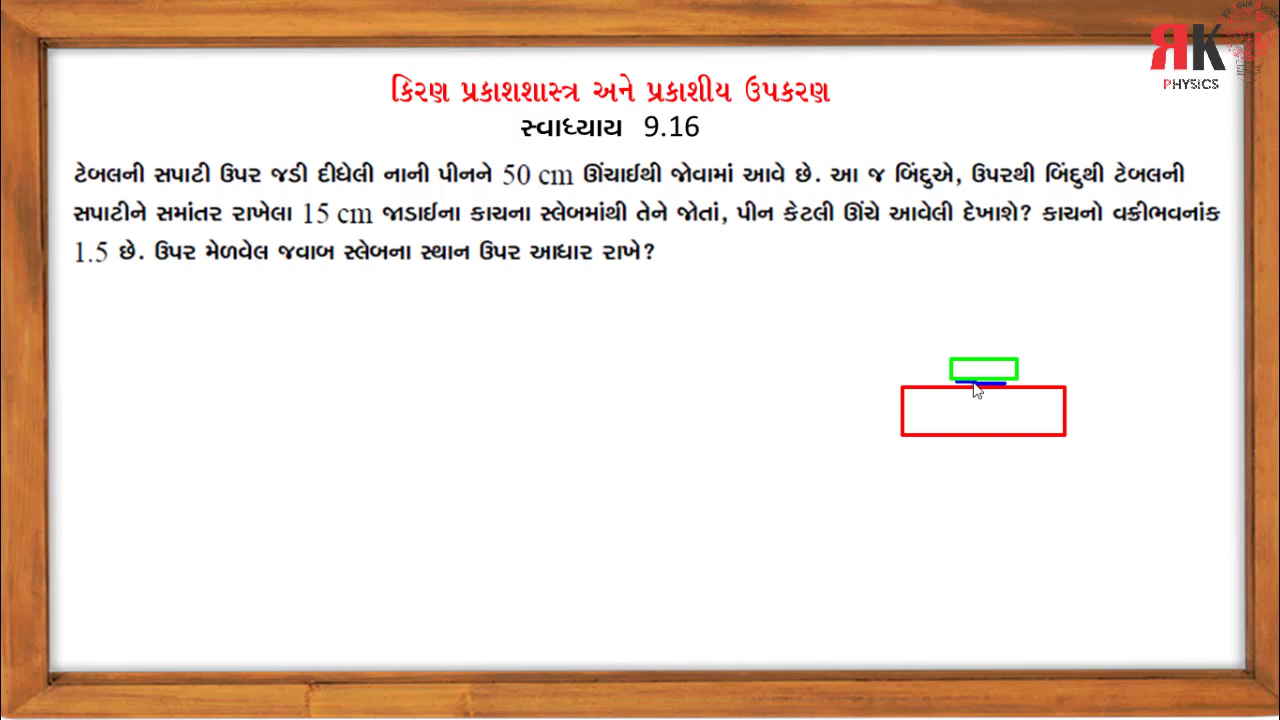 ЯK
PHYSICS
કિરણ પ્રકાશશાસ્ત્ર અને પ્રકાશીય ઉપકરણ
સ્વાધ્યાય 9.16
ટેબલની સપાટી ઉપર જડી દીધેલી નાની પીનને 50 cm ઊંચાઈથી જોવામાં આવે છે. આ જ બિંદુએ, ઉપરથી બિંદુથી ટેબલની
સપાટીને સમાંતર રાખેલા 15 cm જાડાઈના કાચના સ્લેબમાંથી તેને જોતાં, પીન કેટલી ઊંચે આવેલી દેખાશે? કાચનો વક્રીભવનાંક
1.5 છે. ઉપર મેળવેલ જવાબ સ્લેબના સ્થાન ઉપર આધાર રાખે?